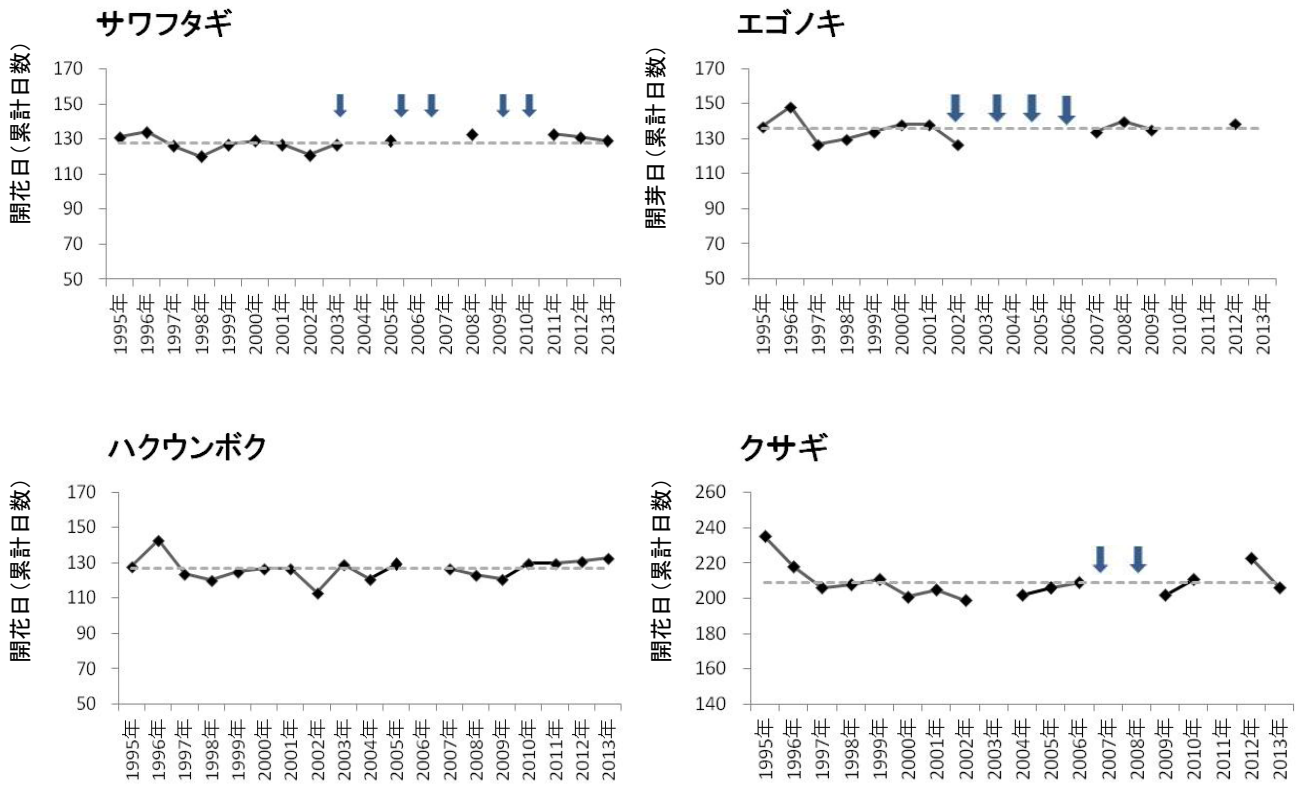 サワフタギ
開花日(累計日数)
170
150
130
110
90
70
50
1995年
1996年
1997年
1998年
1999年
2000年
2001年
2002年
2003年
2004年
2005年
2006年
2007年
2008年
2009年
2010年
2011年
2012年
2013年
エゴノキ
開芽日(累計日数)
170
150
130
110
90
70
50
1995年
1996年
1997年
1998年
1999年
2000年
2001年
2002年
2003年
2004年
2005年
2006年
2007年
2008年
2009年
2010年
2011年
2012年
2013年
ハクウンボク
開花日(累計日数)
170
150
130
110
90
70
50
1995年
1996年
1997年
1998年
1999年
2000年
2001年
2002年
2003年
2004年
2005年
2006年
2007年
2008年
2009年
2010年
2011年
2012年
2013年
クサギ
開花日(累計日数)
260
240
220
200
180
160
140
1995年
1996年
1997年
1998年
1999年
2000年
2001年
2002年
2003年
2004年
2005年
2006年
2007年
2008年
2009年
2010年
2011年
2012年
2013年